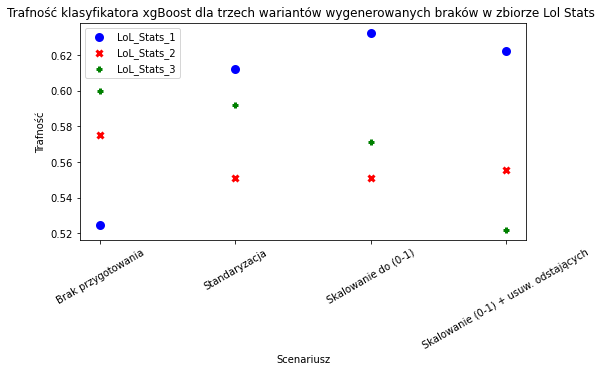 Trafność klasyfikatora xgBoost dla trzech wariantów wygenerowanych braków w zbiorze Lol Stats
LoL_Stats_1
LoL_Stats_2
LoL_Stats_3
Trafność
0.62
0.60
0.58
0.56
0.54
0.52
Brak przygotowania
Standaryzacja
Skalowanie do (0-1)
Skalowanie (0-1) + usuw. odstających
Scenariusz